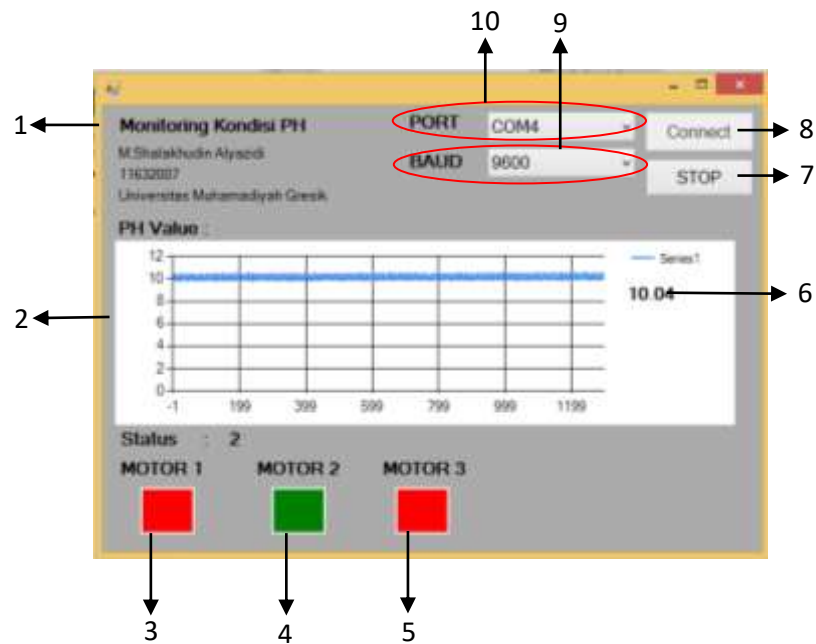 10 9
1 Monitoring Kondisi PH PORT COM4 Connect 8
M.Shalakhudin Alyazidi
11632007
BAUD 9600 STOP 7
Universitas Muhamadiyah Gresik
PH Value :
12
10
8
6
4
2
0
-1 199 399 599 799 999 1199
Series1
10.04 6
2
Status : 2
MOTOR 1 MOTOR 2 MOTOR 3
3 4 5